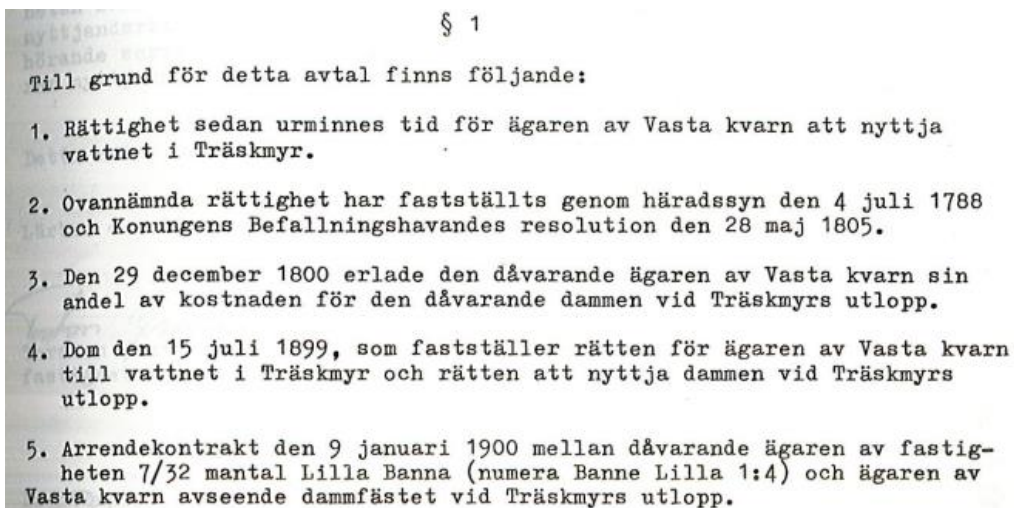 § 1
Till grund för detta avtal finns följande:
1. Rättighet sedan urminnes tid för ägaren av Vasta kvarn att nyttja
vattnet i Träskmyr.
2. Ovannämnda rättighet har fastställts genom häradssyn den 4 juli 1788
och Konungens Befallningshavandes resolution den 28 maj 1805.
3. Den 29 december 1800 erlade den dåvarande ägaren av Vasta kvarn sin
andel av kostnaden för den dåvarande dammen vid Träskmyrs utlopp.
4. Dom den 15 juli 1899, som fastställer rätten för ägaren av Vasta kvarn
till vattnet i Träskmyr och rätten att nyttja dammen vid Träskmyrs
utlopp.
5. Arrendekontrakt den 9 januari 1900 mellan dåvarande ägaren av fastig-
heten 7/32 mantal Lilla Banna (numera Banne Lilla 1:4) och ägaren av
Vasta kvarn avseende dammfästet vid Träskmyrs utlopp.